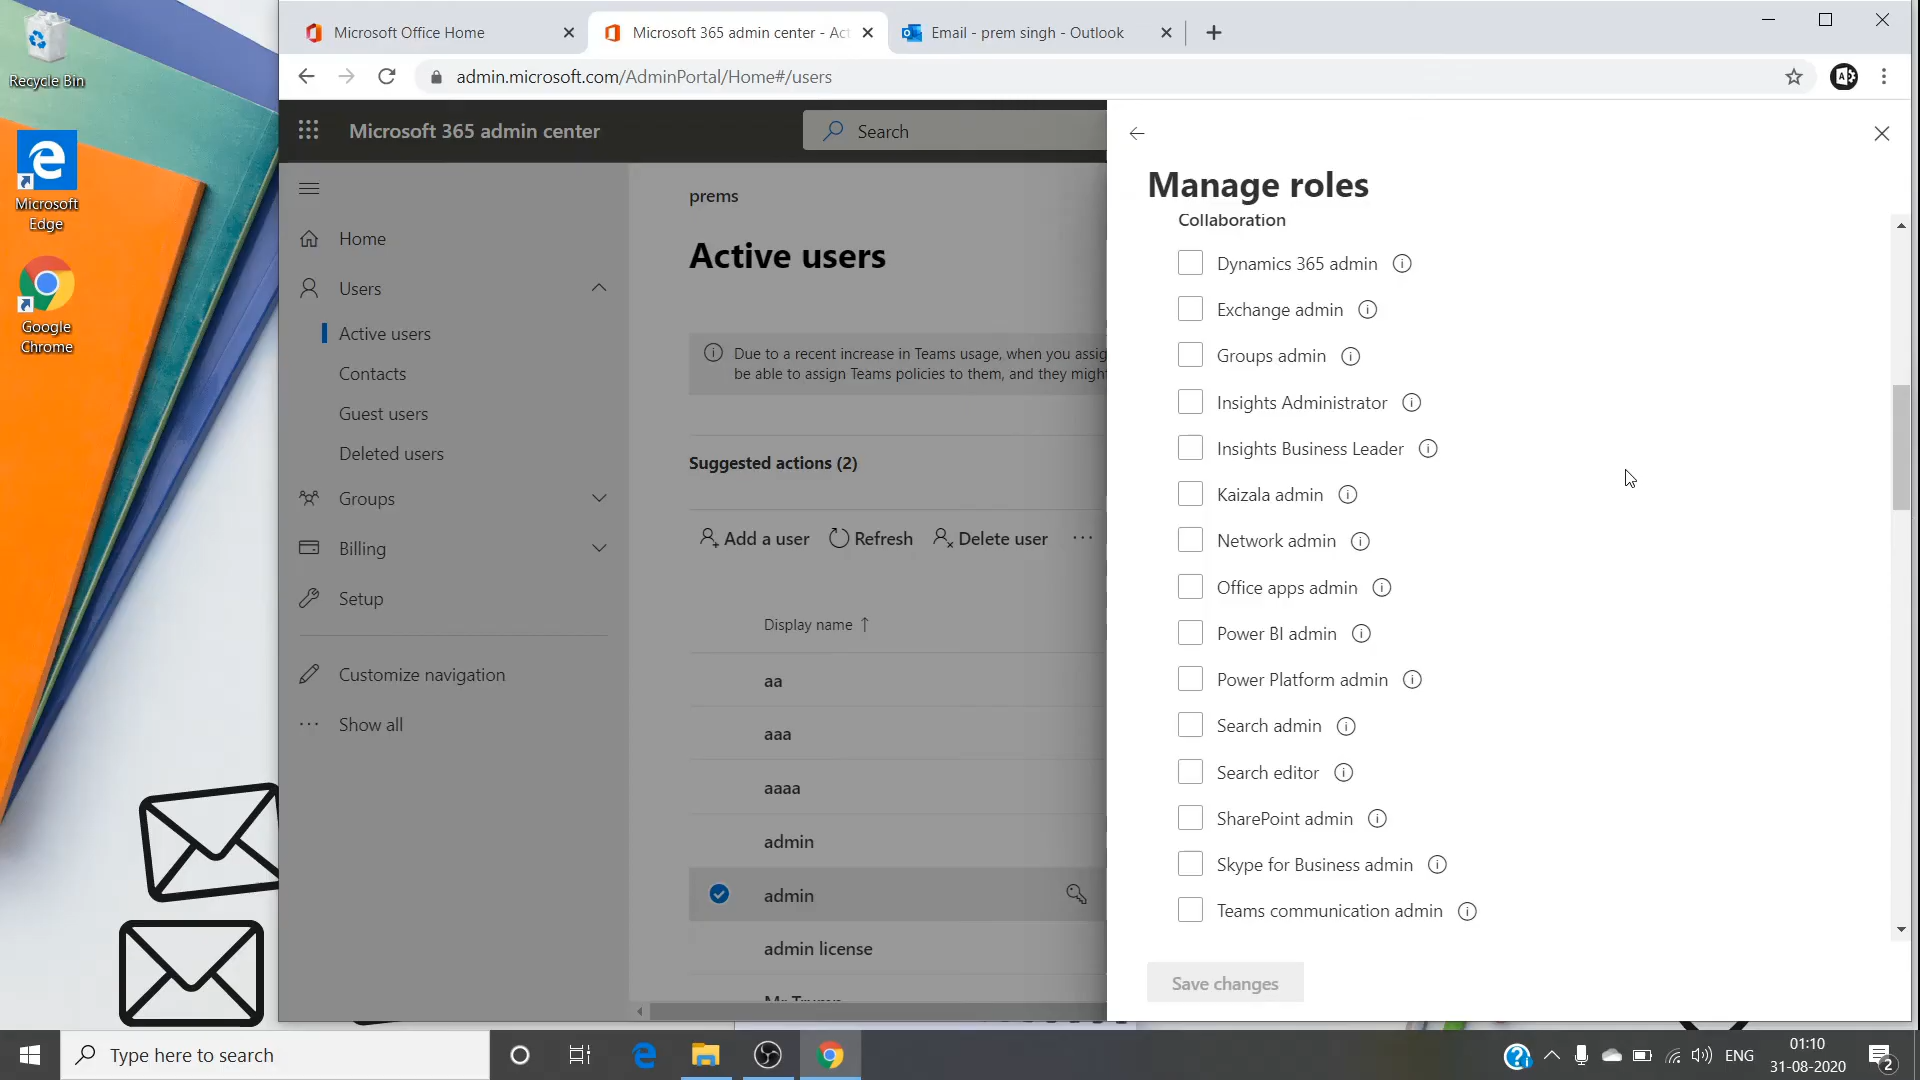 Recycle Bin
Microsoft
Edge
Google
Chrome
Microsoft Office Home
Microsoft 365 admin center - Act
Email - prem singh - Outlook
admin.microsoft.com/AdminPortal/Home#/users
Microsoft 365 admin center
Search
Home
Users
Active users
Contacts
Guest users
Deleted users
Groups
Billing
Setup
Customize navigation
Show all
prems
Active users
Due to a recent increase in Teams usage, when you assig
be able to assign Teams policies to them, and they might
Suggested actions (2)
Add a user
Refresh
Delete user
Display name ↑
aa
aaa
aaaa
admin
admin
admin license
Mr Trump
Manage roles
Collaboration
Dynamics 365 admin
Exchange admin
Groups admin
Insights Administrator
Insights Business Leader
Kaizala admin
Network admin
Office apps admin
Power BI admin
Power Platform admin
Search admin
Search editor
SharePoint admin
Skype for Business admin
Teams communication admin
Save changes
Type here to search
ENG
01:10
31-08-2020
2